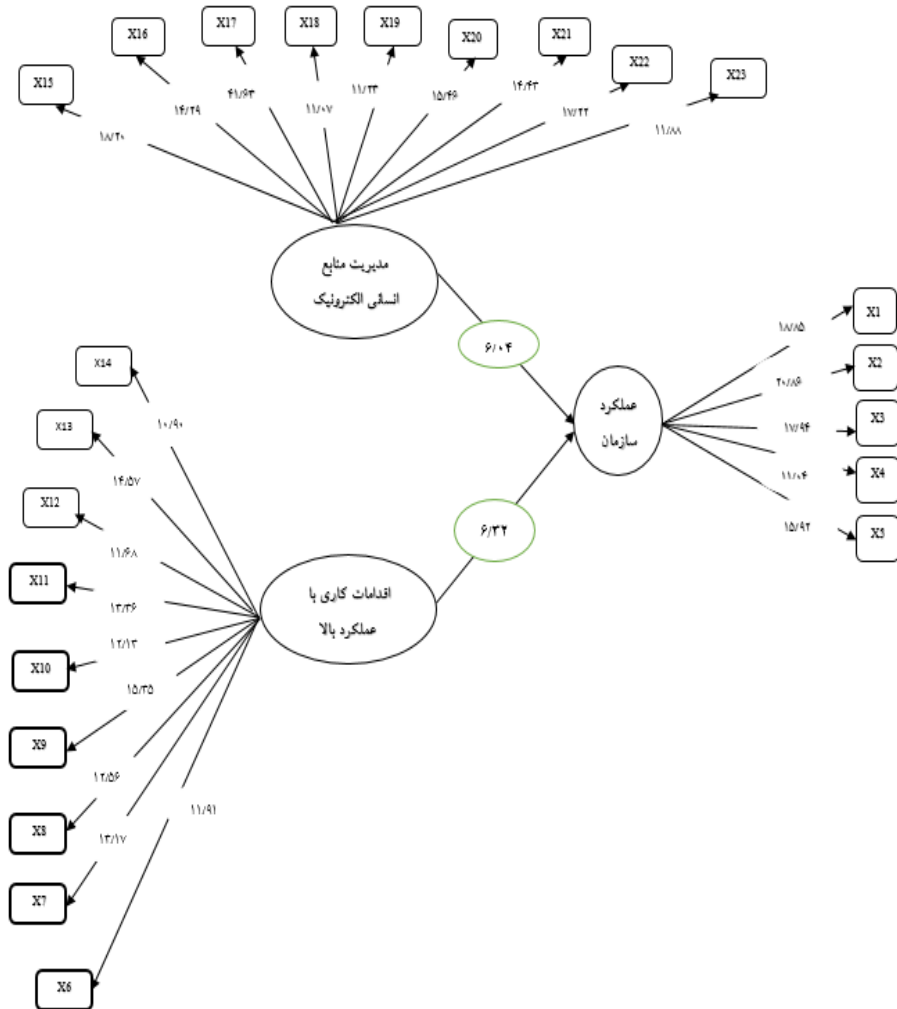 X16
X17
X18
X19
X20
X21
X22
X23
X15
۱۸/۲۰
۱۴/۲۹
۴۱/۶۳
۱۱/۰۷
۱۱/۲۳
۱۵/۴۶
۱۴/۴۳
۱۷/۲۲
۱۱/۸۸
مدیریت منابع
انسانی الکترونیک
۶/۰۴
عملکرد
سازمان
۱۸/۸۵
X1
۲۰/۸۶
X2
۱۷/۹۴
X3
۱۱/۰۴
X4
۱۵/۹۲
X5
۶/۳۲
اقدامات کاری با
عملکرد بالا
X14
۱۰/۹۰
X13
۱۴/۵۷
X12
۱۱/۶۸
X11
۱۳/۳۶
X10
۱۲/۱۳
X9
۱۵/۳۵
X8
۱۲/۵۶
X7
۱۳/۱۷
X6
۱۱/۹۱